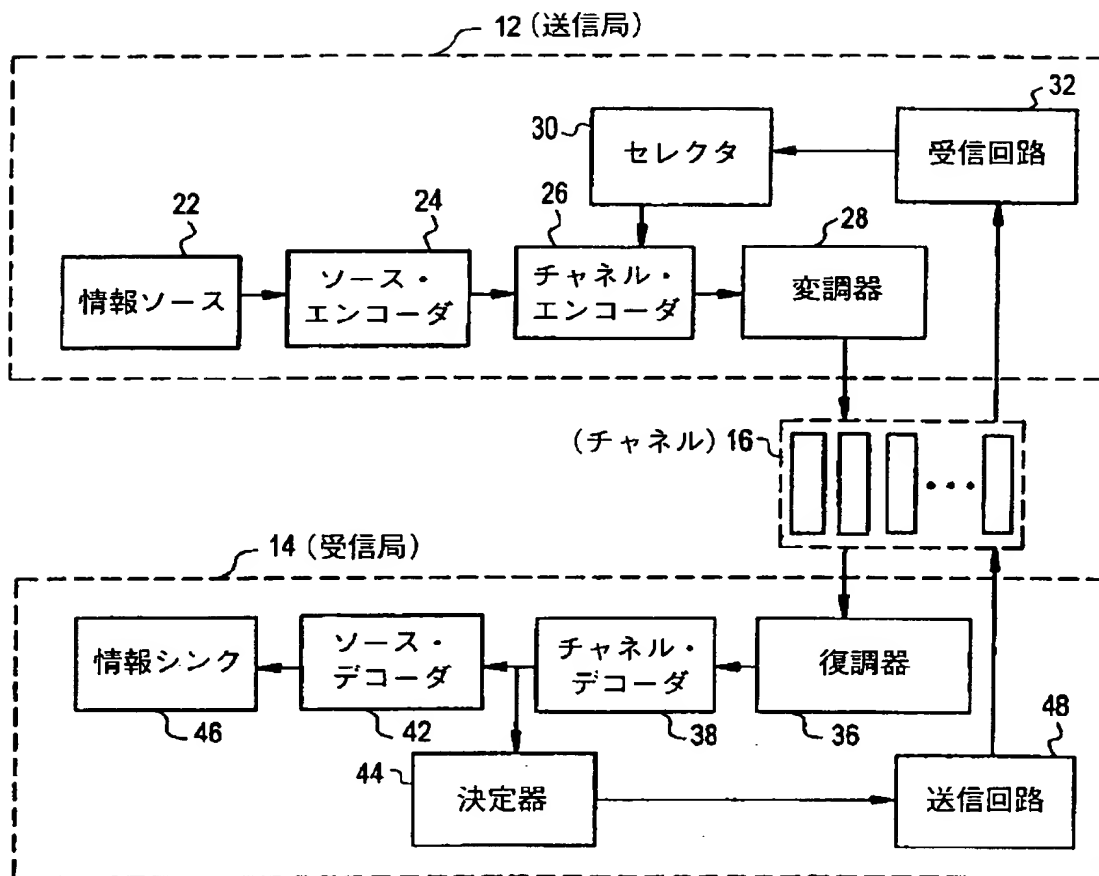 12 (送信局)
32
30
セレクタ
受信回路
22
24
26
28
情報ソース
ソース・
エンコーダ
チャネル・
エンコーダ
変調器
(チャネル) 16
14 (受信局)
情報シンク
ソース・
デコーダ
チャネル・
デコーダ
復調器
46
42
38
36
48
44
決定器
送信回路